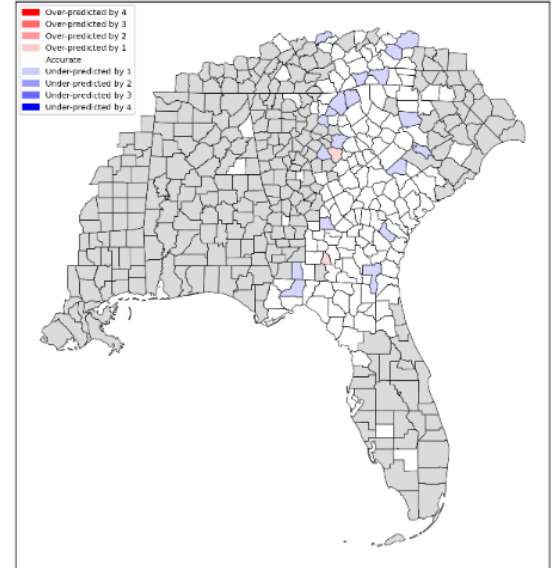 Over-predicted by 4
Over-predicted by 3
Over-predicted by 2
Over-predicted by 1
Accurate
Under-predicted by 1
Under-predicted by 2
Under-predicted by 3
Under-predicted by 4